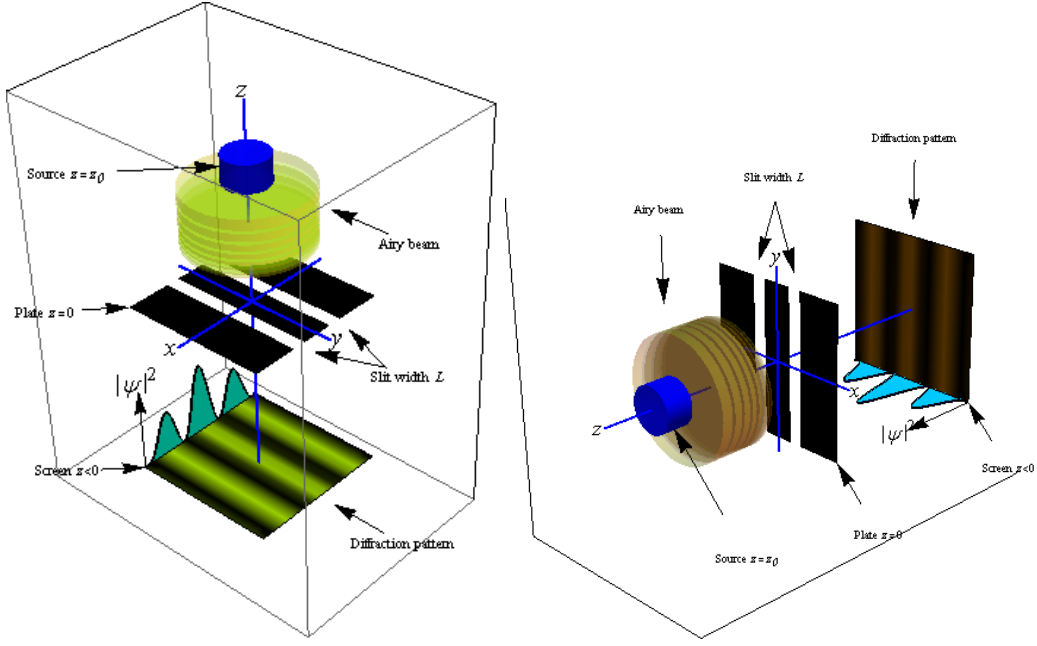 z
Source z = z0
Airy beam
Plate z = 0
x
y
Slit width L
|ψ|²
Screen z<0
Diffraction pattern
Diffraction pattern
Slit width L
Airy beam
y
x
z
|ψ|²
Screen z<0
Plate z = 0
Source z = z0